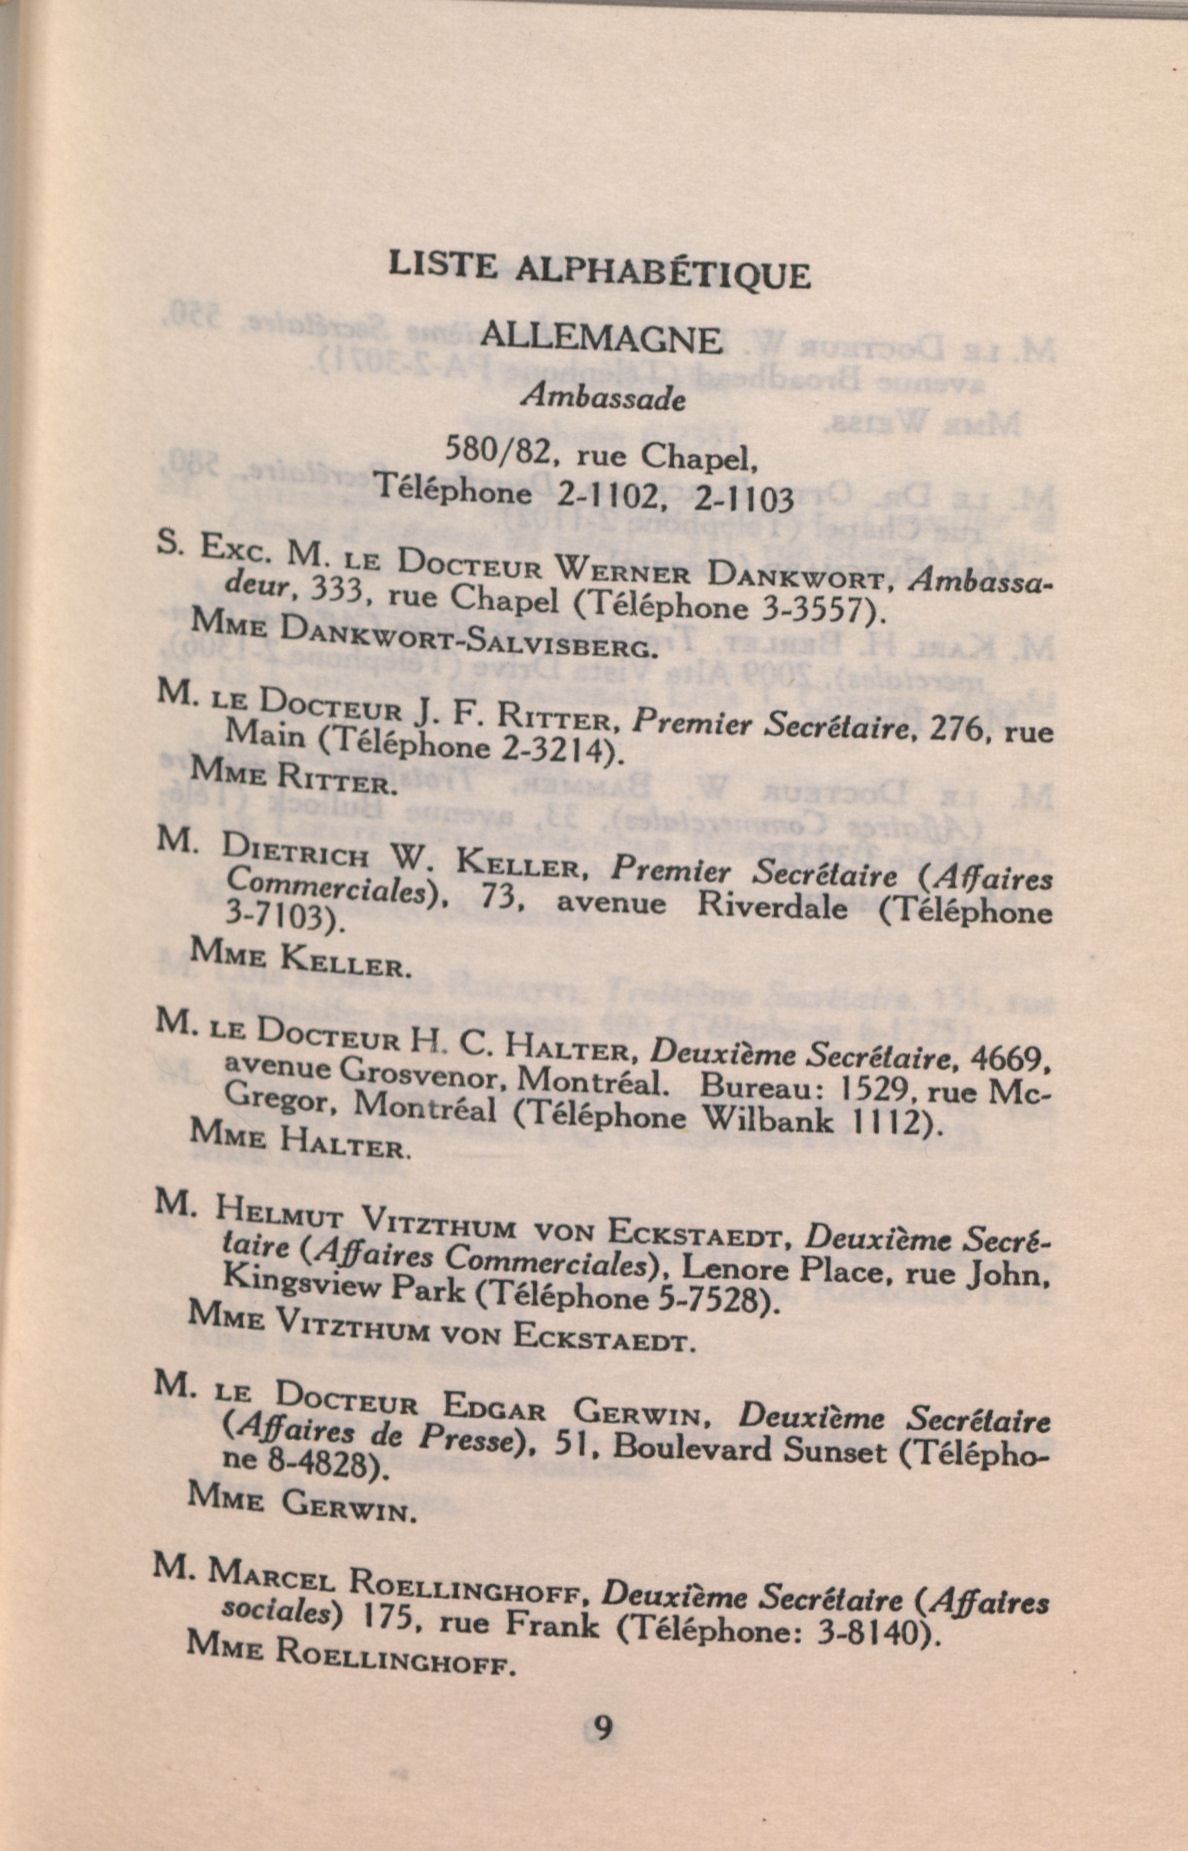 LISTE ALPHABÉTIQUE
ALLEMAGNE
Ambassade
580/82, rue Chapel,
Téléphone 2-1102, 2-1103
S. Exc. M. le Docteur Werner Dankwort, Ambassa-
deur, 333, rue Chapel (Téléphone 3-3557).
Mme Dankwort-Salvisberg.
M. le Docteur J. F. Ritter, Premier Secrétaire, 276, rue
Main (Téléphone 2-3214).
Mme Ritter.
M. Dietrich W. Keller, Premier Secrétaire (Affaires
Commerciales), 73, avenue Riverdale (Téléphone
3-7103).
Mme Keller.
M. le Docteur H. C. Halter, Deuxième Secrétaire, 4669,
avenue Grosvenor, Montréal. Bureau: 1529, rue Mc-
Gregor, Montréal (Téléphone Wilbank 1112).
Mme Halter.
M. Helmut Vitzthum von Eckstaedt, Deuxième Secré-
taire (Affaires Commerciales), Lenore Place, rue John,
Kingsview Park (Téléphone 5-7528).
Mme Vitzthum von Eckstaedt.
M. le Docteur Edgar Gerwin, Deuxième Secrétaire
(Affaires de Presse), 51, Boulevard Sunset (Télépho-
ne 8-4828).
Mme Gerwin.
M. Marcel Roellinghoff, Deuxième Secrétaire (Affaires
sociales) 175, rue Frank (Téléphone: 3-8140).
Mme Roellinghoff.
9